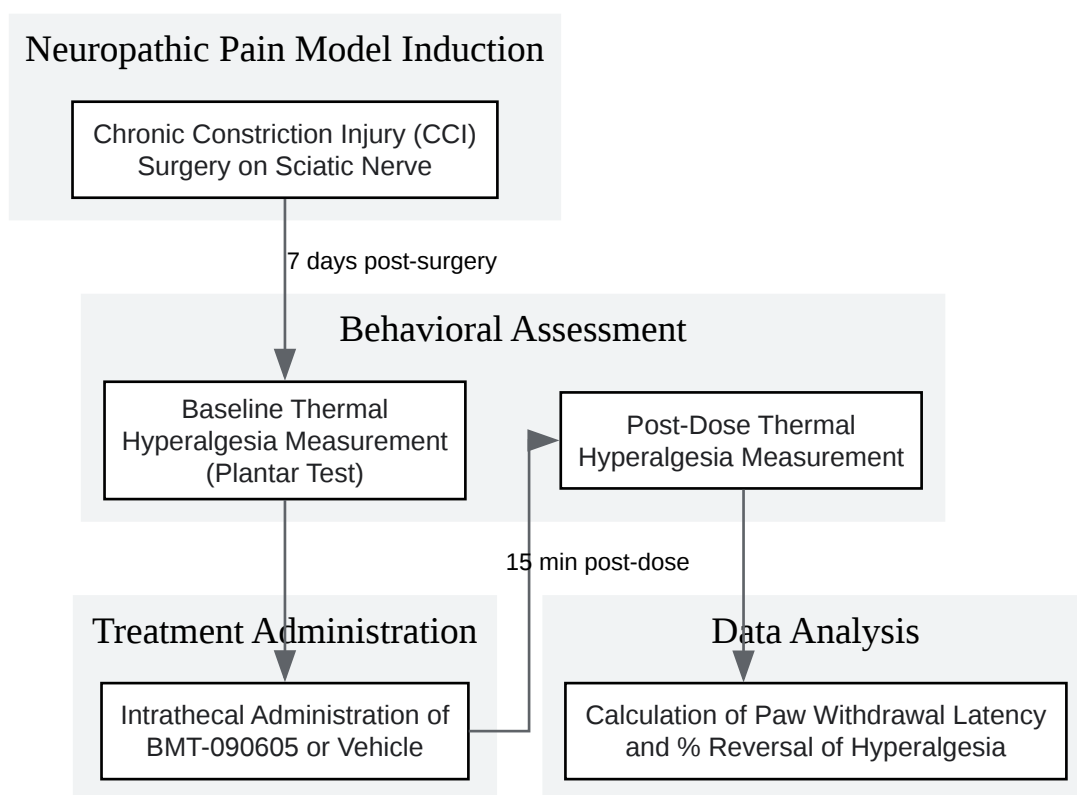 Neuropathic Pain Model Induction
Chronic Constriction Injury (CCI)
Surgery on Sciatic Nerve
7 days post-surgery
Behavioral Assessment
Baseline Thermal
Hyperalgesia Measurement
(Plantar Test)
Post-Dose Thermal
Hyperalgesia Measurement
15 min post-dose
Treatment Administration
Intrathecal Administration of
BMT-090605 or Vehicle
Data Analysis
Calculation of Paw Withdrawal Latency
and % Reversal of Hyperalgesia